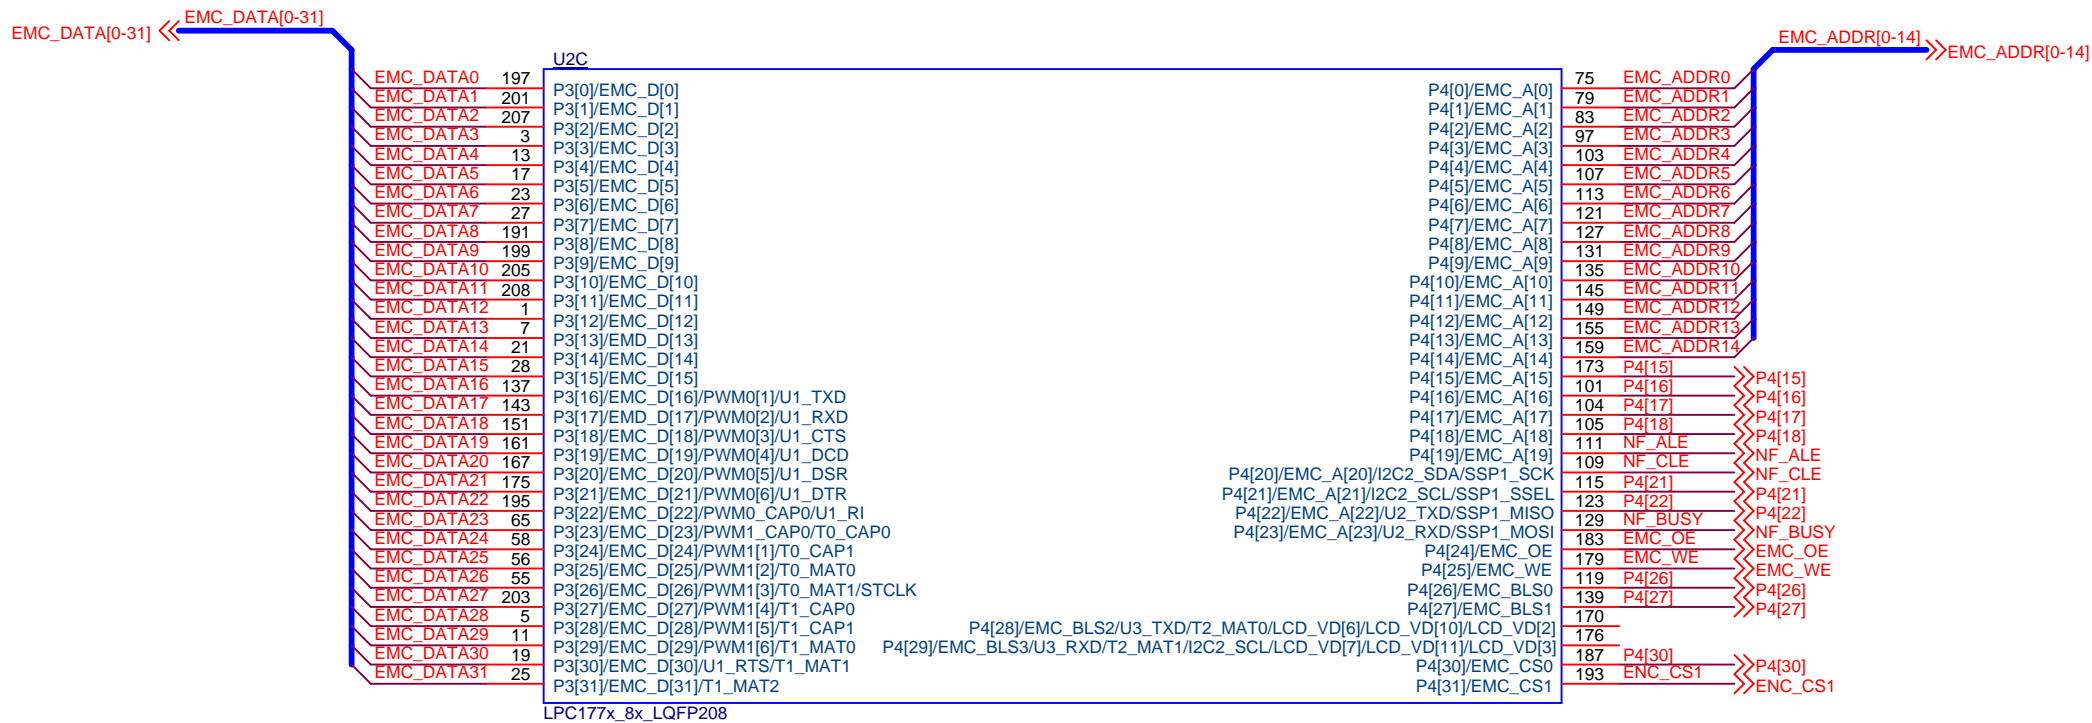 EMC_DATA[0-31]
EMC_DATA[0-31]
EMC_ADDR[0-14]
EMC_ADDR[0-14]
U2C
EMC_DATA0 197 P3[0]/EMC_D[0] P4[0]/EMC_A[0] 75 EMC_ADDR0
EMC_DATA1 201 P3[1]/EMC_D[1] P4[1]/EMC_A[1] 79 EMC_ADDR1
EMC_DATA2 207 P3[2]/EMC_D[2] P4[2]/EMC_A[2] 83 EMC_ADDR2
EMC_DATA3 3 P3[3]/EMC_D[3] P4[3]/EMC_A[3] 97 EMC_ADDR3
EMC_DATA4 13 P3[4]/EMC_D[4] P4[4]/EMC_A[4] 103 EMC_ADDR4
EMC_DATA5 17 P3[5]/EMC_D[5] P4[5]/EMC_A[5] 107 EMC_ADDR5
EMC_DATA6 23 P3[6]/EMC_D[6] P4[6]/EMC_A[6] 113 EMC_ADDR6
EMC_DATA7 27 P3[7]/EMC_D[7] P4[7]/EMC_A[7] 121 EMC_ADDR7
EMC_DATA8 191 P3[8]/EMC_D[8] P4[8]/EMC_A[8] 127 EMC_ADDR8
EMC_DATA9 199 P3[9]/EMC_D[9] P4[9]/EMC_A[9] 131 EMC_ADDR9
EMC_DATA10 205 P3[10]/EMC_D[10] P4[10]/EMC_A[10] 135 EMC_ADDR10
EMC_DATA11 208 P3[11]/EMC_D[11] P4[11]/EMC_A[11] 145 EMC_ADDR11
EMC_DATA12 1 P3[12]/EMC_D[12] P4[12]/EMC_A[12] 149 EMC_ADDR12
EMC_DATA13 7 P3[13]/EMD_D[13] P4[13]/EMC_A[13] 155 EMC_ADDR13
EMC_DATA14 21 P3[14]/EMC_D[14] P4[14]/EMC_A[14] 159 EMC_ADDR14
EMC_DATA15 28 P3[15]/EMC_D[15] P4[15]/EMC_A[15] 173 P4[15] P4[15]
EMC_DATA16 137 P3[16]/EMC_D[16]/PWM0[1]/U1_TXD P4[16]/EMC_A[16] 101 P4[16] P4[16]
EMC_DATA17 143 P3[17]/EMD_D[17]/PWM0[2]/U1_RXD P4[17]/EMC_A[17] 104 P4[17] P4[17]
EMC_DATA18 151 P3[18]/EMC_D[18]/PWM0[3]/U1_CTS P4[18]/EMC_A[18] 105 P4[18] P4[18]
EMC_DATA19 161 P3[19]/EMC_D[19]/PWM0[4]/U1_DCD P4[19]/EMC_A[19] 111 NF_ALE NF_ALE
EMC_DATA20 167 P3[20]/EMC_D[20]/PWM0[5]/U1_DSR P4[20]/EMC_A[20]/I2C2_SDA/SSP1_SCK 109 NF_CLE NF_CLE
EMC_DATA21 175 P3[21]/EMC_D[21]/PWM0[6]/U1_DTR P4[21]/EMC_A[21]/I2C2_SCL/SSP1_SSEL 115 P4[21] P4[21]
EMC_DATA22 195 P3[22]/EMC_D[22]/PWM0_CAP0/U1_RI P4[22]/EMC_A[22]/U2_TXD/SSP1_MISO 123 P4[22] P4[22]
EMC_DATA23 65 P3[23]/EMC_D[23]/PWM1_CAP0/T0_CAP0 P4[23]/EMC_A[23]/U2_RXD/SSP1_MOSI 129 NF_BUSY NF_BUSY
EMC_DATA24 58 P3[24]/EMC_D[24]/PWM1[1]/T0_CAP1 P4[24]/EMC_OE 183 EMC_OE EMC_OE
EMC_DATA25 56 P3[25]/EMC_D[25]/PWM1[2]/T0_MAT0 P4[25]/EMC_WE 179 EMC_WE EMC_WE
EMC_DATA26 55 P3[26]/EMC_D[26]/PWM1[3]/T0_MAT1/STCLK P4[26]/EMC_BLS0 119 P4[26] P4[26]
EMC_DATA27 203 P3[27]/EMC_D[27]/PWM1[4]/T1_CAP0 P4[27]/EMC_BLS1 139 P4[27] P4[27]
EMC_DATA28 5 P3[28]/EMC_D[28]/PWM1[5]/T1_CAP1 P4[28]/EMC_BLS2/U3_TXD/T2_MAT0/LCD_VD[6]/LCD_VD[10]/LCD_VD[2] 170
EMC_DATA29 11 P3[29]/EMC_D[29]/PWM1[6]/T1_MAT0 P4[29]/EMC_BLS3/U3_RXD/T2_MAT1/I2C2_SCL/LCD_VD[7]/LCD_VD[11]/LCD_VD[3] 176
EMC_DATA30 19 P3[30]/EMC_D[30]/U1_RTS/T1_MAT1 P4[30]/EMC_CS0 187 P4[30] P4[30]
EMC_DATA31 25 P3[31]/EMC_D[31]/T1_MAT2 P4[31]/EMC_CS1 193 ENC_CS1 ENC_CS1
LPC177x_8x_LQFP208